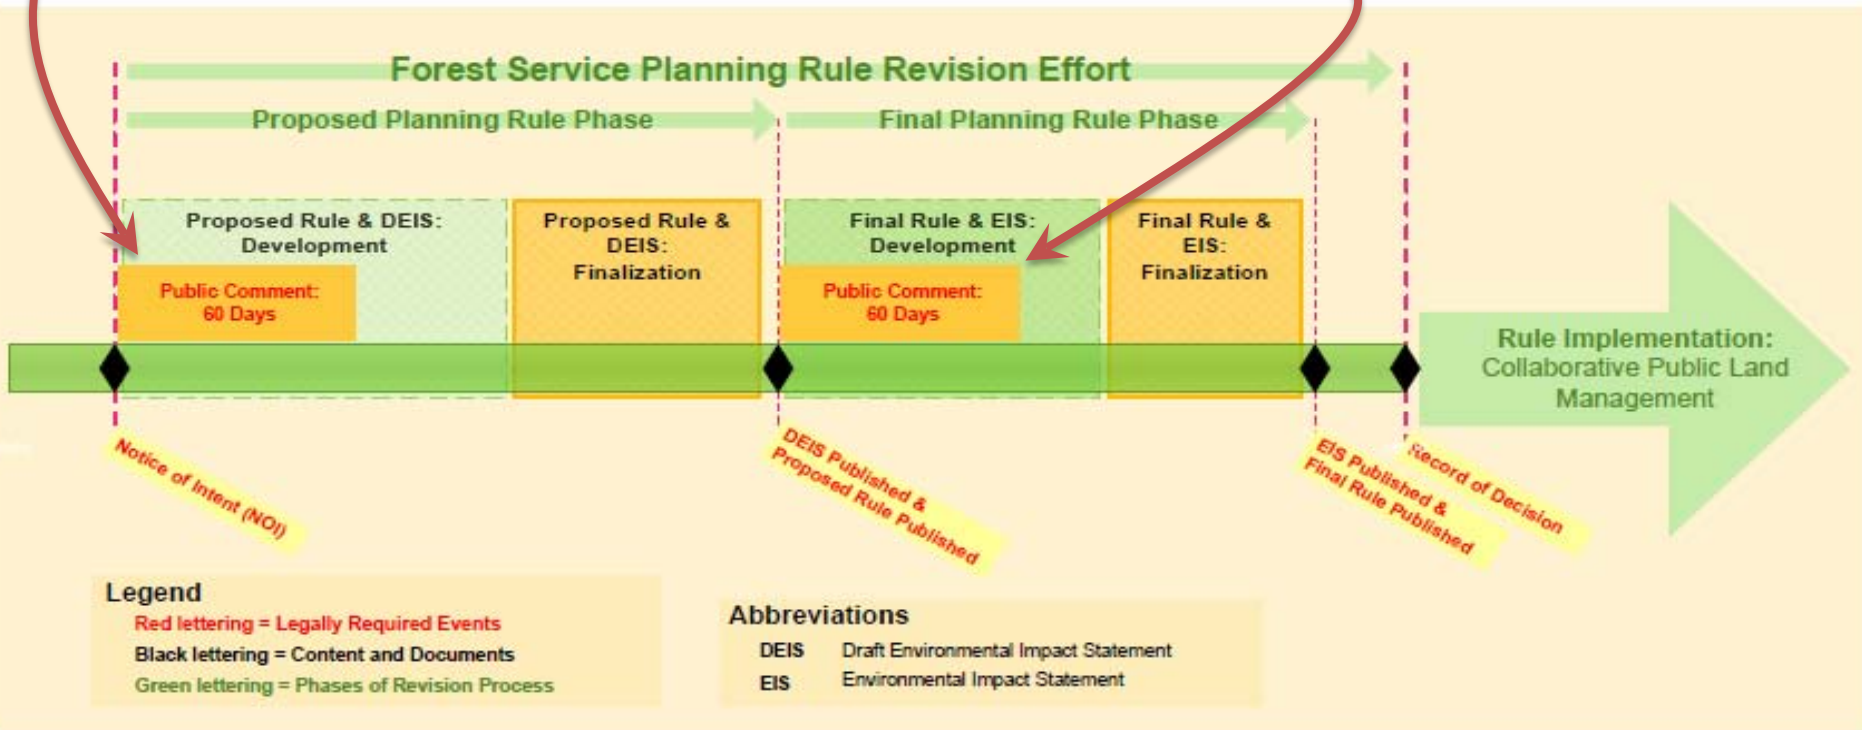 Forest Service Planning Rule Revision Effort
Proposed Planning Rule Phase
Final Planning Rule Phase
Proposed Rule & DEIS:
Development
Public Comment:
60 Days
Proposed Rule &
DEIS:
Finalization
Final Rule & EIS:
Development
Public Comment:
60 Days
Final Rule &
EIS:
Finalization
Rule Implementation:
Collaborative Public Land
Management
Notice of Intent (NOI)
DEIS Published &
Proposed Rule Published
EIS Published &
Final Rule Published
Record of Decision
Legend
Red lettering = Legally Required Events
Black lettering = Content and Documents
Green lettering = Phases of Revision Process
Abbreviations
DEIS Draft Environmental Impact Statement
EIS Environmental Impact Statement